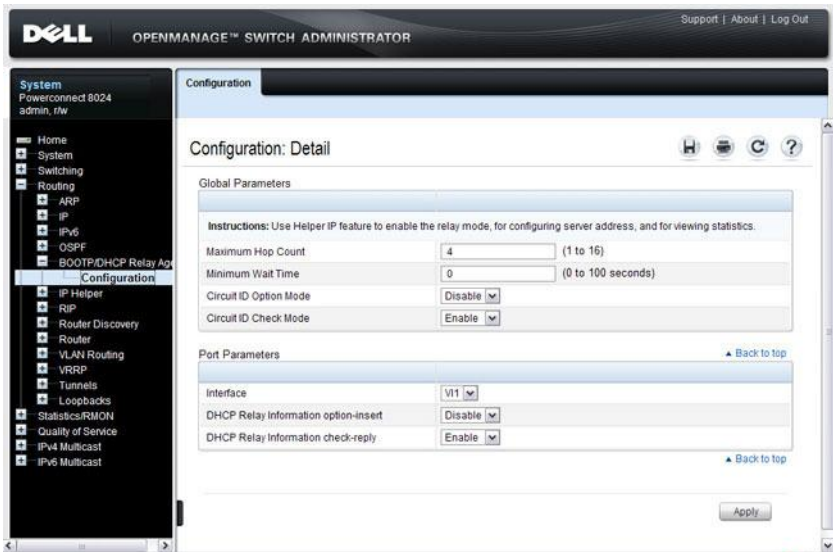 Support | About | Log Out
DELL OPENMANAGE™ SWITCH ADMINISTRATOR
System
Powerconnect 8024
admin, r/w
Home
System
Switching
Routing
ARP
IP
IPv6
OSPF
BOOTP/DHCP Relay Age
Configuration
IP Helper
RIP
Router Discovery
Router
VLAN Routing
VRRP
Tunnels
Loopbacks
Statistics/RMON
Quality of Service
IPv4 Multicast
IPv6 Multicast
Configuration
Configuration: Detail
Global Parameters
Instructions: Use Helper IP feature to enable the relay mode, for configuring server address, and for viewing statistics.
Maximum Hop Count 4 (1 to 16)
Minimum Wait Time 0 (0 to 100 seconds)
Circuit ID Option Mode Disable
Circuit ID Check Mode Enable
Port Parameters Back to top
Interface Vl1
DHCP Relay Information option-insert Disable
DHCP Relay Information check-reply Enable
Back to top
Apply